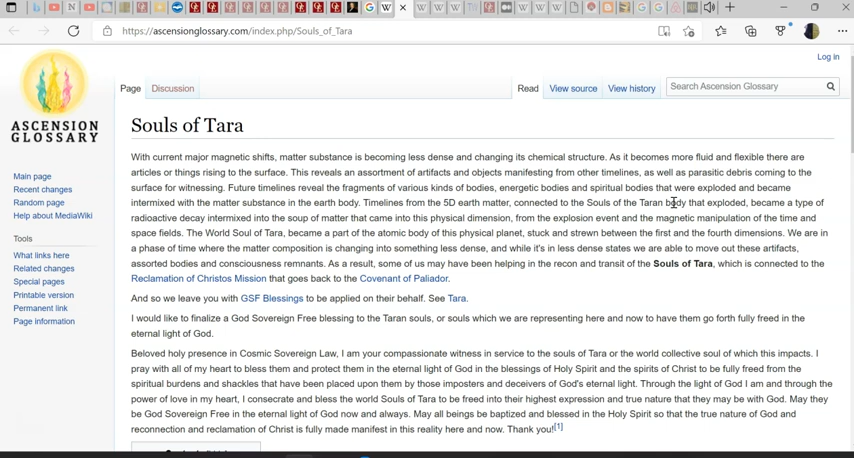 https://ascensionglossary.com/index.php/Souls_of_Tara
Log in
Page
Discussion
Read
View source
View history
Search Ascension Glossary
ASCENSION
GLOSSARY
Main page
Recent changes
Random page
Help about MediaWiki
Tools
What links here
Related changes
Special pages
Printable version
Permanent link
Page information
Souls of Tara
With current major magnetic shifts, matter substance is becoming less dense and changing its chemical structure. As it becomes more fluid and flexible there are
articles or things rising to the surface. This reveals an assortment of artifacts and objects manifesting from other timelines, as well as parasitic debris coming to the
surface for witnessing. Future timelines reveal the fragments of various kinds of bodies, energetic bodies and spiritual bodies that were exploded and became
intermixed with the matter substance in the earth body. Timelines from the 5D earth matter, connected to the Souls of the Taran body that exploded, became a type of
radioactive decay intermixed into the soup of matter that came into this physical dimension, from the explosion event and the magnetic manipulation of the time and
space fields. The World Soul of Tara, became a part of the atomic body of this physical planet, stuck and strewn between the first and the fourth dimensions. We are in
a phase of time where the matter composition is changing into something less dense, and while it's in less dense states we are able to move out these artifacts,
assorted bodies and consciousness remnants. As a result, some of us may have been helping in the recon and transit of the Souls of Tara, which is connected to the
Reclamation of Christos Mission that goes back to the Covenant of Paliador.
And so we leave you with GSF Blessings to be applied on their behalf. See Tara.
I would like to finalize a God Sovereign Free blessing to the Taran souls, or souls which we are representing here and now to have them go forth fully freed in the
eternal light of God.
Beloved holy presence in Cosmic Sovereign Law, I am your compassionate witness in service to the souls of Tara or the world collective soul of which this impacts. I
pray with all of my heart to bless them and protect them in the eternal light of God in the blessings of Holy Spirit and the spirits of Christ to be fully freed from the
spiritual burdens and shackles that have been placed upon them by those imposters and deceivers of God's eternal light. Through the light of God I am and through the
power of love in my heart, I consecrate and bless the world Souls of Tara to be freed into their highest expression and true nature that they may be with God. May they
be God Sovereign Free in the eternal light of God now and always. May all beings be baptized and blessed in the Holy Spirit so that the true nature of God and
reconnection and reclamation of Christ is fully made manifest in this reality here and now. Thank you![1]